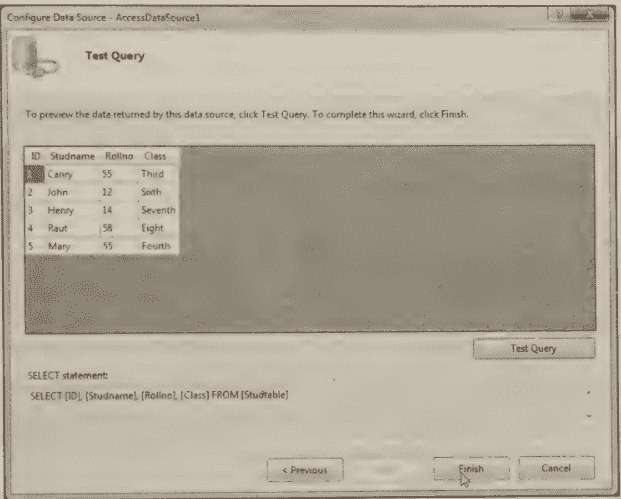 Configure Data Source - AccessDataSource1
Test Query
To preview the data returned by this data source, click Test Query. To complete this wizard, click Finish.
ID Studname Rollno Class
1 Canry 55 Third
2 John 12 Sixth
3 Henry 14 Seventh
4 Raut 58 Eight
5 Mary 55 Fourth
Test Query
SELECT statement:
SELECT [ID], [Studname], [Rollno], [Class] FROM [Studtable]
< Previous
Finish
Cancel